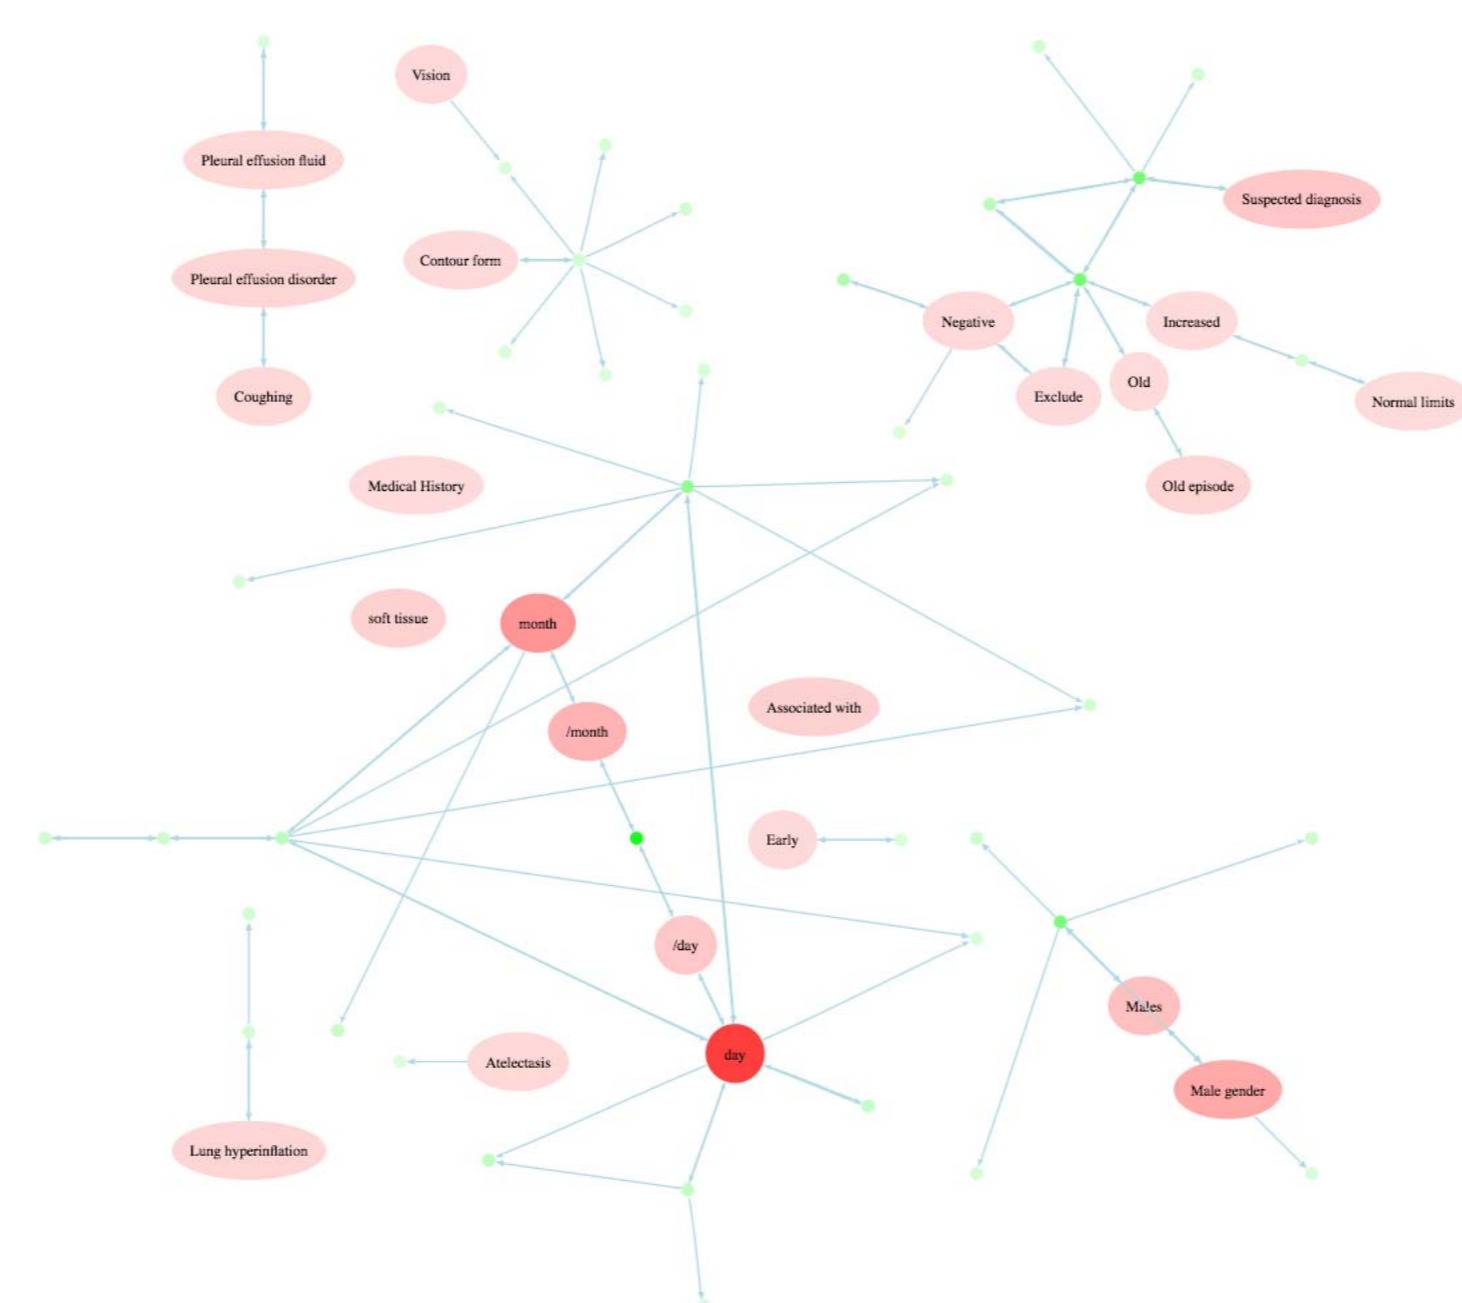 Vision
Pleural effusion fluid
Suspected diagnosis
Contour form
Pleural effusion disorder
Negative
Increased
Old
Coughing
Exclude
Normal limits
Medical History
Old episode
soft tissue
month
Associated with
/month
Early
/day
Males
day
Atelectasis
Male gender
Lung hyperinflation